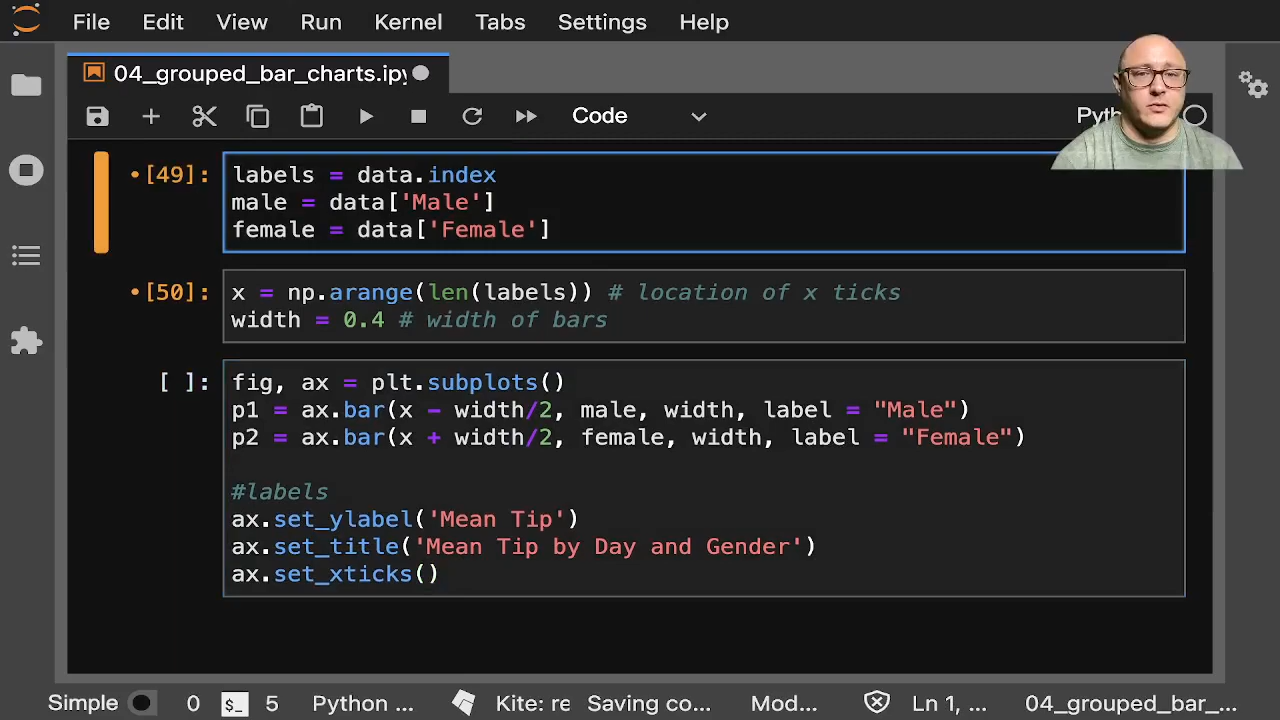 File Edit View Run Kernel Tabs Settings Help
04_grouped_bar_charts.ipy
Code
[49]:
labels = data.index
male = data['Male']
female = data['Female']
[50]:
x = np.arange(len(labels)) # location of x ticks
width = 0.4 # width of bars
[ ]:
fig, ax = plt.subplots()
p1 = ax.bar(x - width/2, male, width, label = "Male")
p2 = ax.bar(x + width/2, female, width, label = "Female")
#labels
ax.set_ylabel('Mean Tip')
ax.set_title('Mean Tip by Day and Gender')
ax.set_xticks()
Simple 0 $_ 5 Python ... Kite: re Saving co... Mod... Ln 1, ... 04_grouped_bar_-...